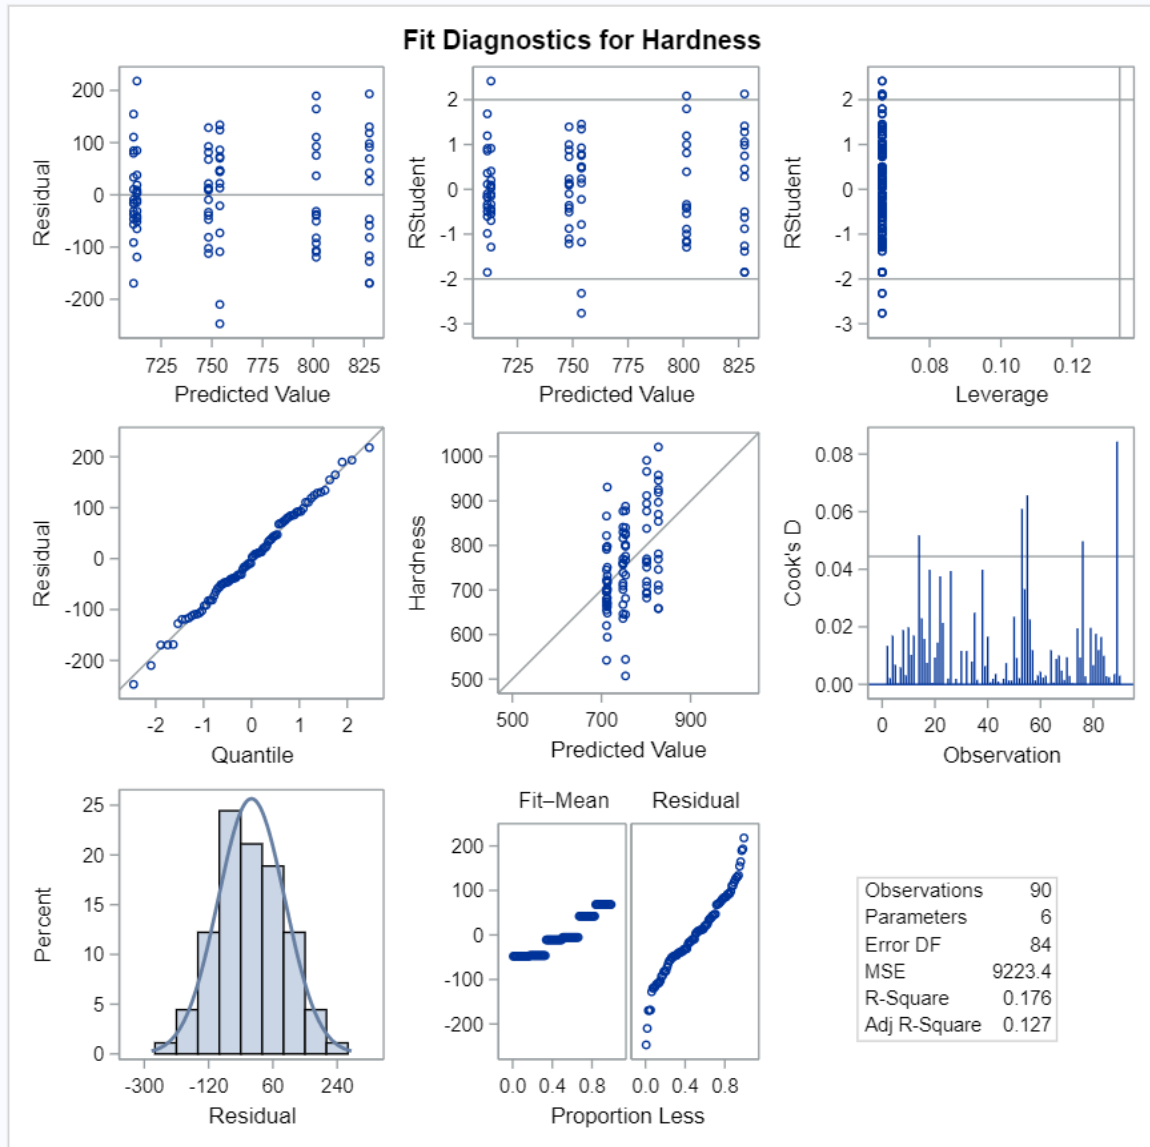 Fit Diagnostics for Hardness
200
100
0
-100
-200
Residual
725 750 775 800 825
Predicted Value
2
1
0
-1
-2
-3
RStudent
725 750 775 800 825
Predicted Value
2
1
0
-1
-2
-3
RStudent
0.08 0.10 0.12
Leverage
200
100
0
-100
-200
Residual
-2 -1 0 1 2
Quantile
1000
900
800
700
600
500
Hardness
500 700 900
Predicted Value
0.08
0.06
0.04
0.02
0.00
Cook's D
0 20 40 60 80
Observation
25
20
15
10
5
0
Percent
-300 -120 60 240
Residual
Fit–Mean Residual
200
100
0
-100
-200
0.0 0.4 0.8 0.0 0.4 0.8
Proportion Less
Observations 90
Parameters 6
Error DF 84
MSE 9223.4
R-Square 0.176
Adj R-Square 0.127